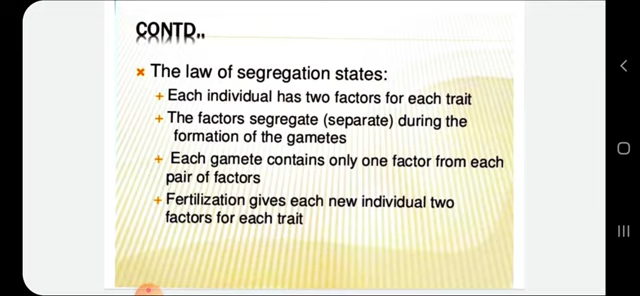 CONTD..
The law of segregation states:
+ Each individual has two factors for each trait
+ The factors segregate (separate) during the
formation of the gametes
+ Each gamete contains only one factor from each
pair of factors
+ Fertilization gives each new individual two
factors for each trait